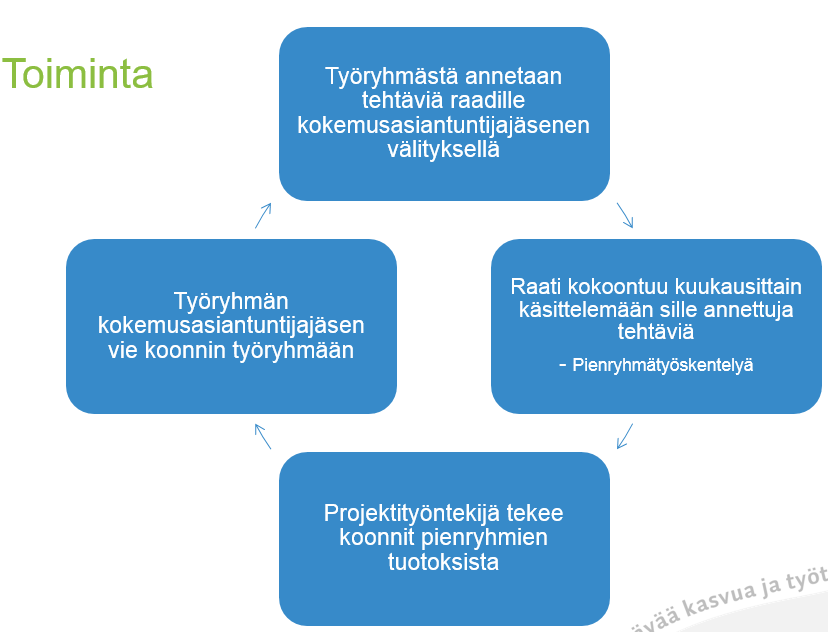 Toiminta
Työryhmästä annetaan
tehtäviä raadille
kokemusasiantuntijajäsenen
välityksellä
Raati kokoontuu kuukausittain
käsittelemään sille annettuja
tehtäviä
- Pienryhmätyöskentelyä
Projektityöntekijä tekee
koonnit pienryhmien
tuotoksista
Työryhmän
kokemusasiantuntijajäsen
vie koonnin työryhmään
kasvua ja